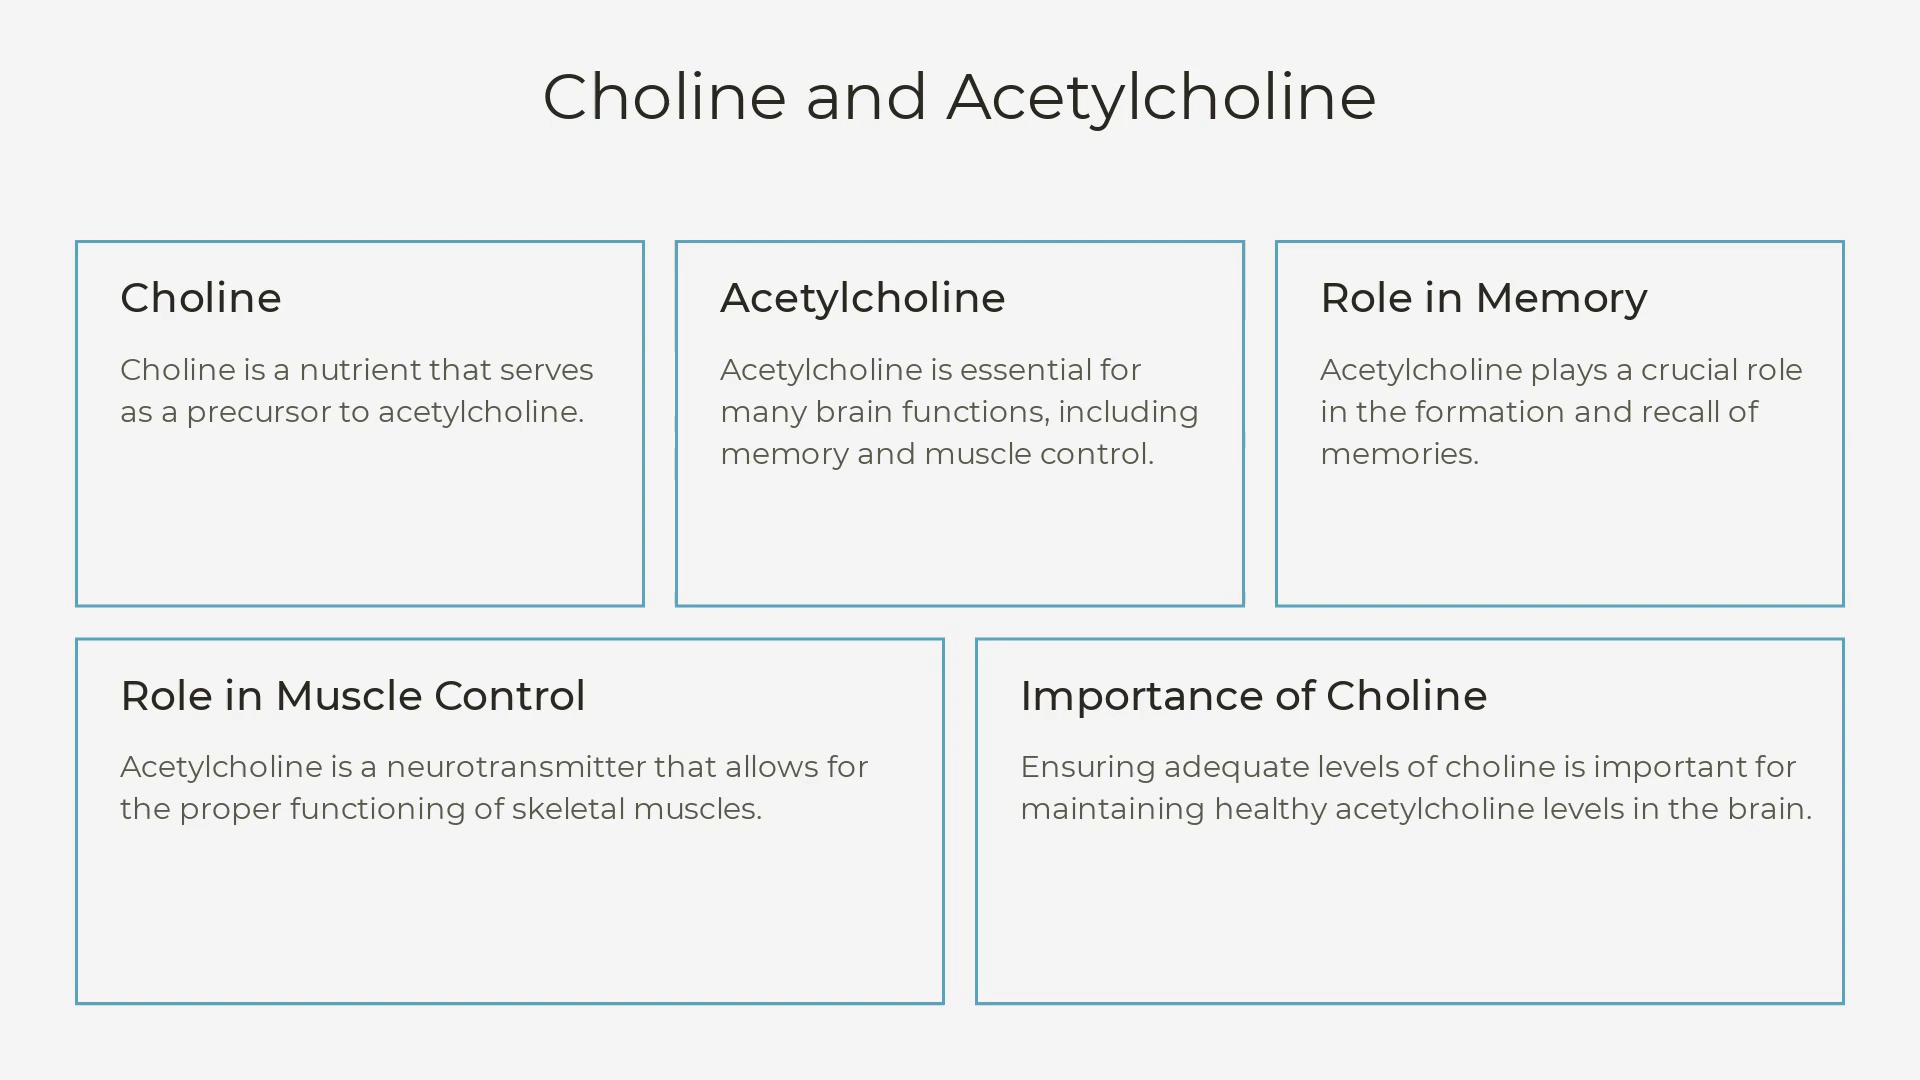 Choline and Acetylcholine
Choline
Choline is a nutrient that serves
as a precursor to acetylcholine.
Acetylcholine
Acetylcholine is essential for
many brain functions, including
memory and muscle control.
Role in Memory
Acetylcholine plays a crucial role
in the formation and recall of
memories.
Role in Muscle Control
Acetylcholine is a neurotransmitter that allows for
the proper functioning of skeletal muscles.
Importance of Choline
Ensuring adequate levels of choline is important for
maintaining healthy acetylcholine levels in the brain.